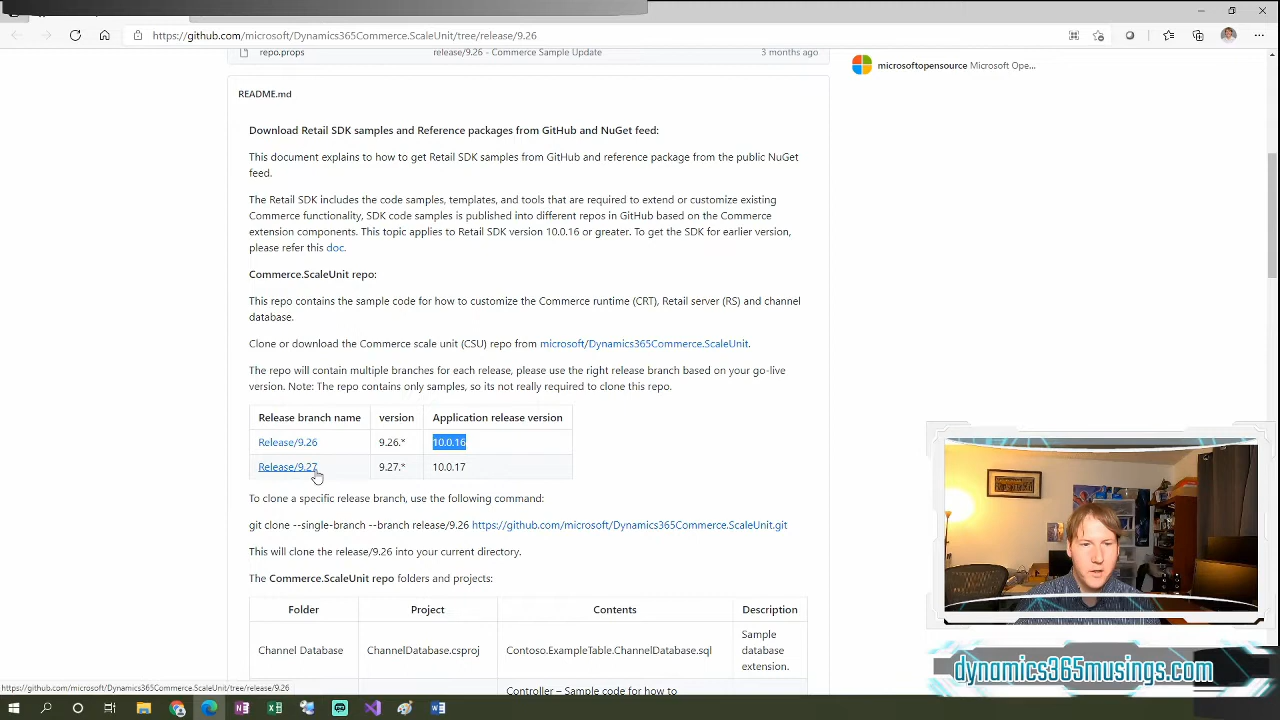 https://github.com/microsoft/Dynamics365Commerce.ScaleUnit/tree/release/9.26
repo.props
release/9.26 - Commerce Sample Update
3 months ago
microsoftopensource Microsoft Ope...
README.md
Download Retail SDK samples and Reference packages from GitHub and NuGet feed:
This document explains to how to get Retail SDK samples from GitHub and reference package from the public NuGet
feed.
The Retail SDK includes the code samples, templates, and tools that are required to extend or customize existing
Commerce functionality, SDK code samples is published into different repos in GitHub based on the Commerce
extension components. This topic applies to Retail SDK version 10.0.16 or greater. To get the SDK for earlier version,
please refer this doc.
Commerce.ScaleUnit repo:
This repo contains the sample code for how to customize the Commerce runtime (CRT), Retail server (RS) and channel
database.
Clone or download the Commerce scale unit (CSU) repo from microsoft/Dynamics365Commerce.ScaleUnit.
The repo will contain multiple branches for each release, please use the right release branch based on your go-live
version. Note: The repo contains only samples, so its not really required to clone this repo.
Release branch name version Application release version
Release/9.26 9.26.* 10.0.16
Release/9.27 9.27.* 10.0.17
To clone a specific release branch, use the following command:
git clone --single-branch --branch release/9.26 https://github.com/microsoft/Dynamics365Commerce.ScaleUnit.git
This will clone the release/9.26 into your current directory.
The Commerce.ScaleUnit repo folders and projects:
Folder Project Contents Description
Channel Database ChannelDatabase.csproj Contoso.ExampleTable.ChannelDatabase.sql
Sample
database
extension.
Controller – Sample code for how to
https://github.com/microsoft/Dynamics365Commerce.ScaleUnit/tree/release/9.26
dynamics365musings.com